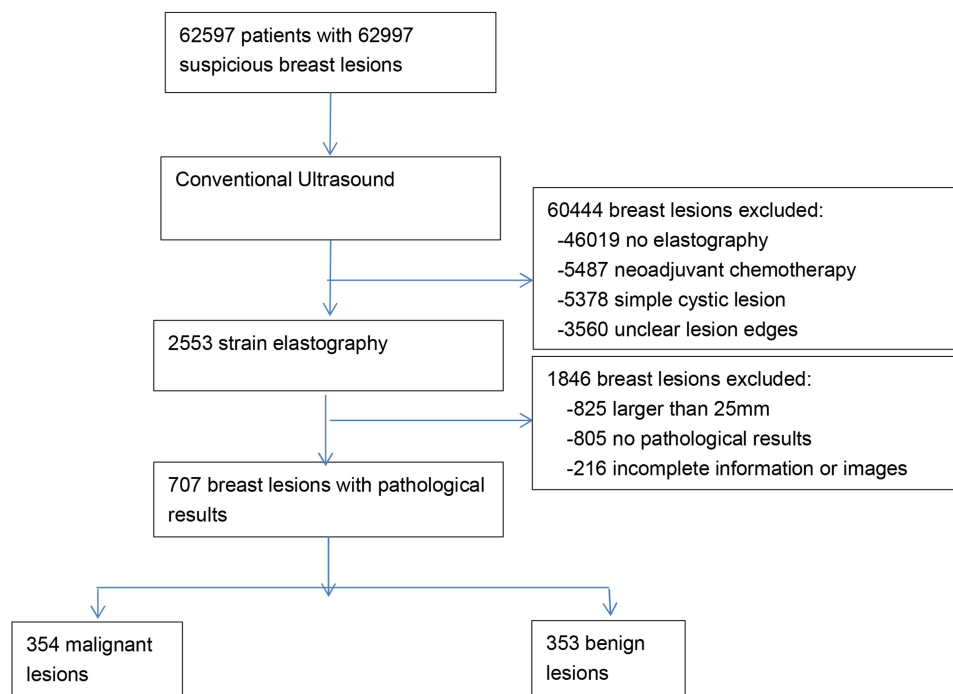 62597 patients with 62997
suspicious breast lesions
Conventional Ultrasound
60444 breast lesions excluded:
-46019 no elastography
-5487 neoadjuvant chemotherapy
-5378 simple cystic lesion
-3560 unclear lesion edges
2553 strain elastography
1846 breast lesions excluded:
-825 larger than 25mm
-805 no pathological results
-216 incomplete information or images
707 breast lesions with pathological
results
354 malignant
lesions
353 benign
lesions